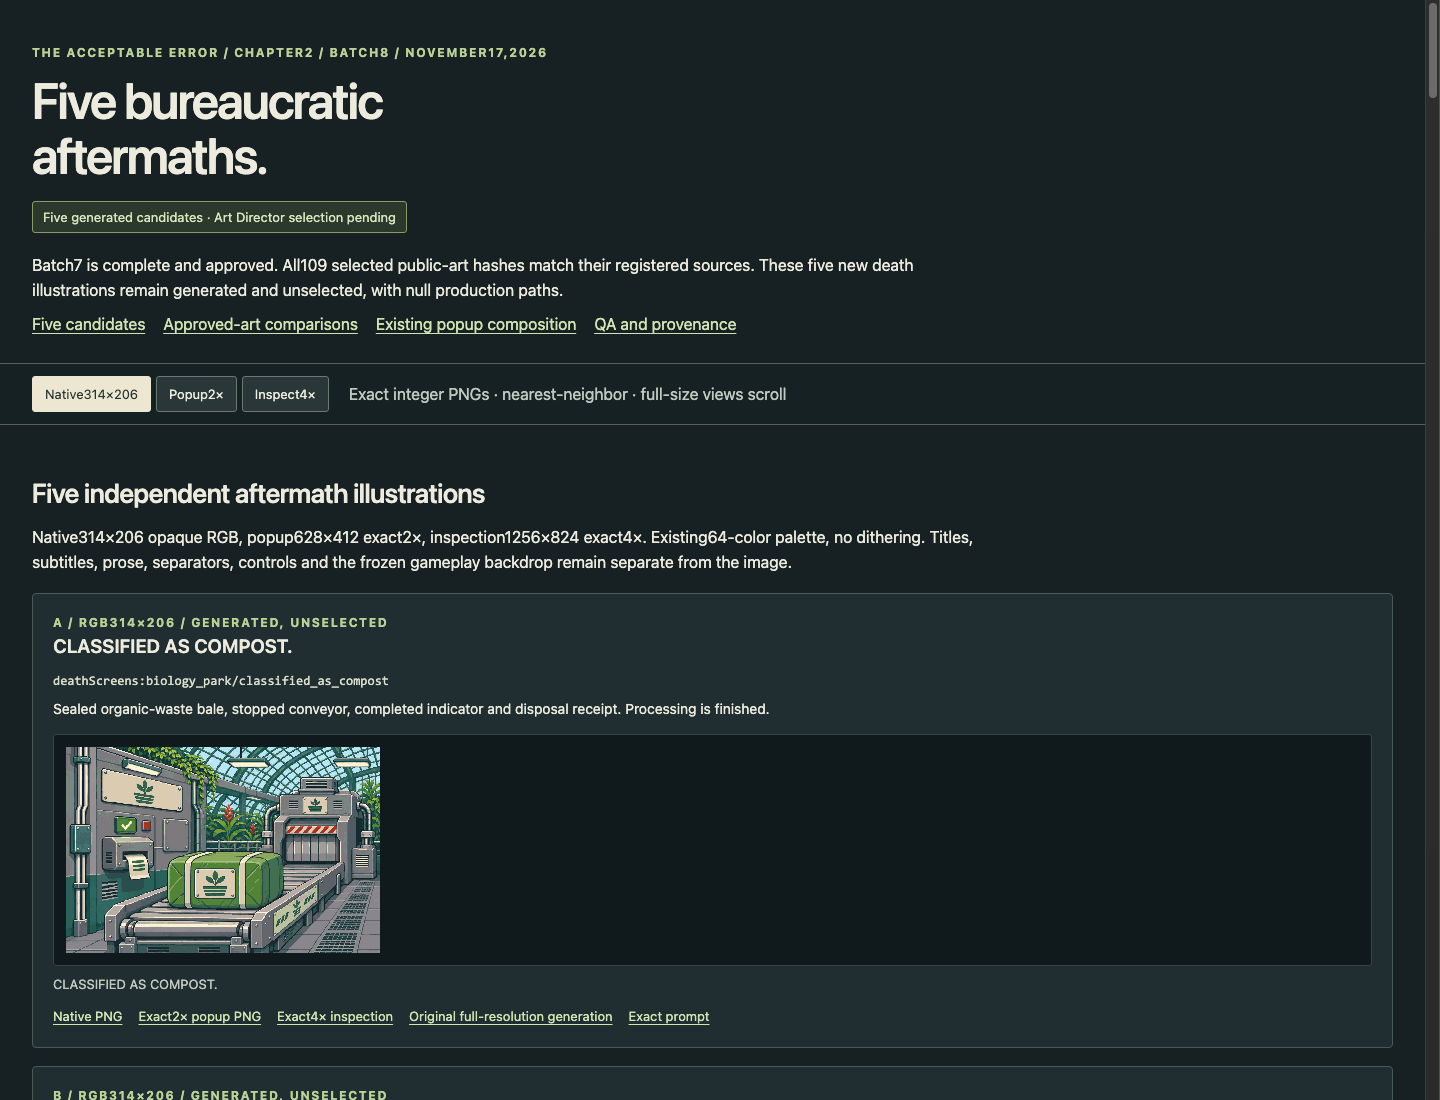 THE ACCEPTABLE ERROR / CHAPTER2 / BATCH8 / NOVEMBER17,2026
Five bureaucratic
aftermaths.
Five generated candidates · Art Director selection pending
Batch7 is complete and approved. All109 selected public-art hashes match their registered sources. These five new death
illustrations remain generated and unselected, with null production paths.
Five candidates Approved-art comparisons Existing popup composition QA and provenance
Native314×206 Popup2× Inspect4× Exact integer PNGs · nearest-neighbor · full-size views scroll
Five independent aftermath illustrations
Native314×206 opaque RGB, popup628×412 exact2×, inspection1256×824 exact4×. Existing64-color palette, no dithering. Titles,
subtitles, prose, separators, controls and the frozen gameplay backdrop remain separate from the image.
A / RGB314×206 / GENERATED, UNSELECTED
CLASSIFIED AS COMPOST.
deathScreens:biology_park/classified_as_compost
Sealed organic-waste bale, stopped conveyor, completed indicator and disposal receipt. Processing is finished.
CLASSIFIED AS COMPOST.
Native PNG Exact2× popup PNG Exact4× inspection Original full-resolution generation Exact prompt
B / RGB314×206 / GENERATED, UNSELECTED